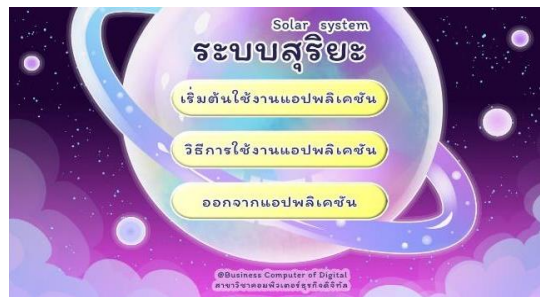 Solar system
ระบบสุริยะ
เริ่มต้นใช้งานแอปพลิเคชัน
วิธีการใช้งานแอปพลิเคชัน
ออกจากแอปพลิเคชัน
@Business Computer of Digital
สาขาวิชาคอมพิวเตอร์ธุรกิจดิจิทัล